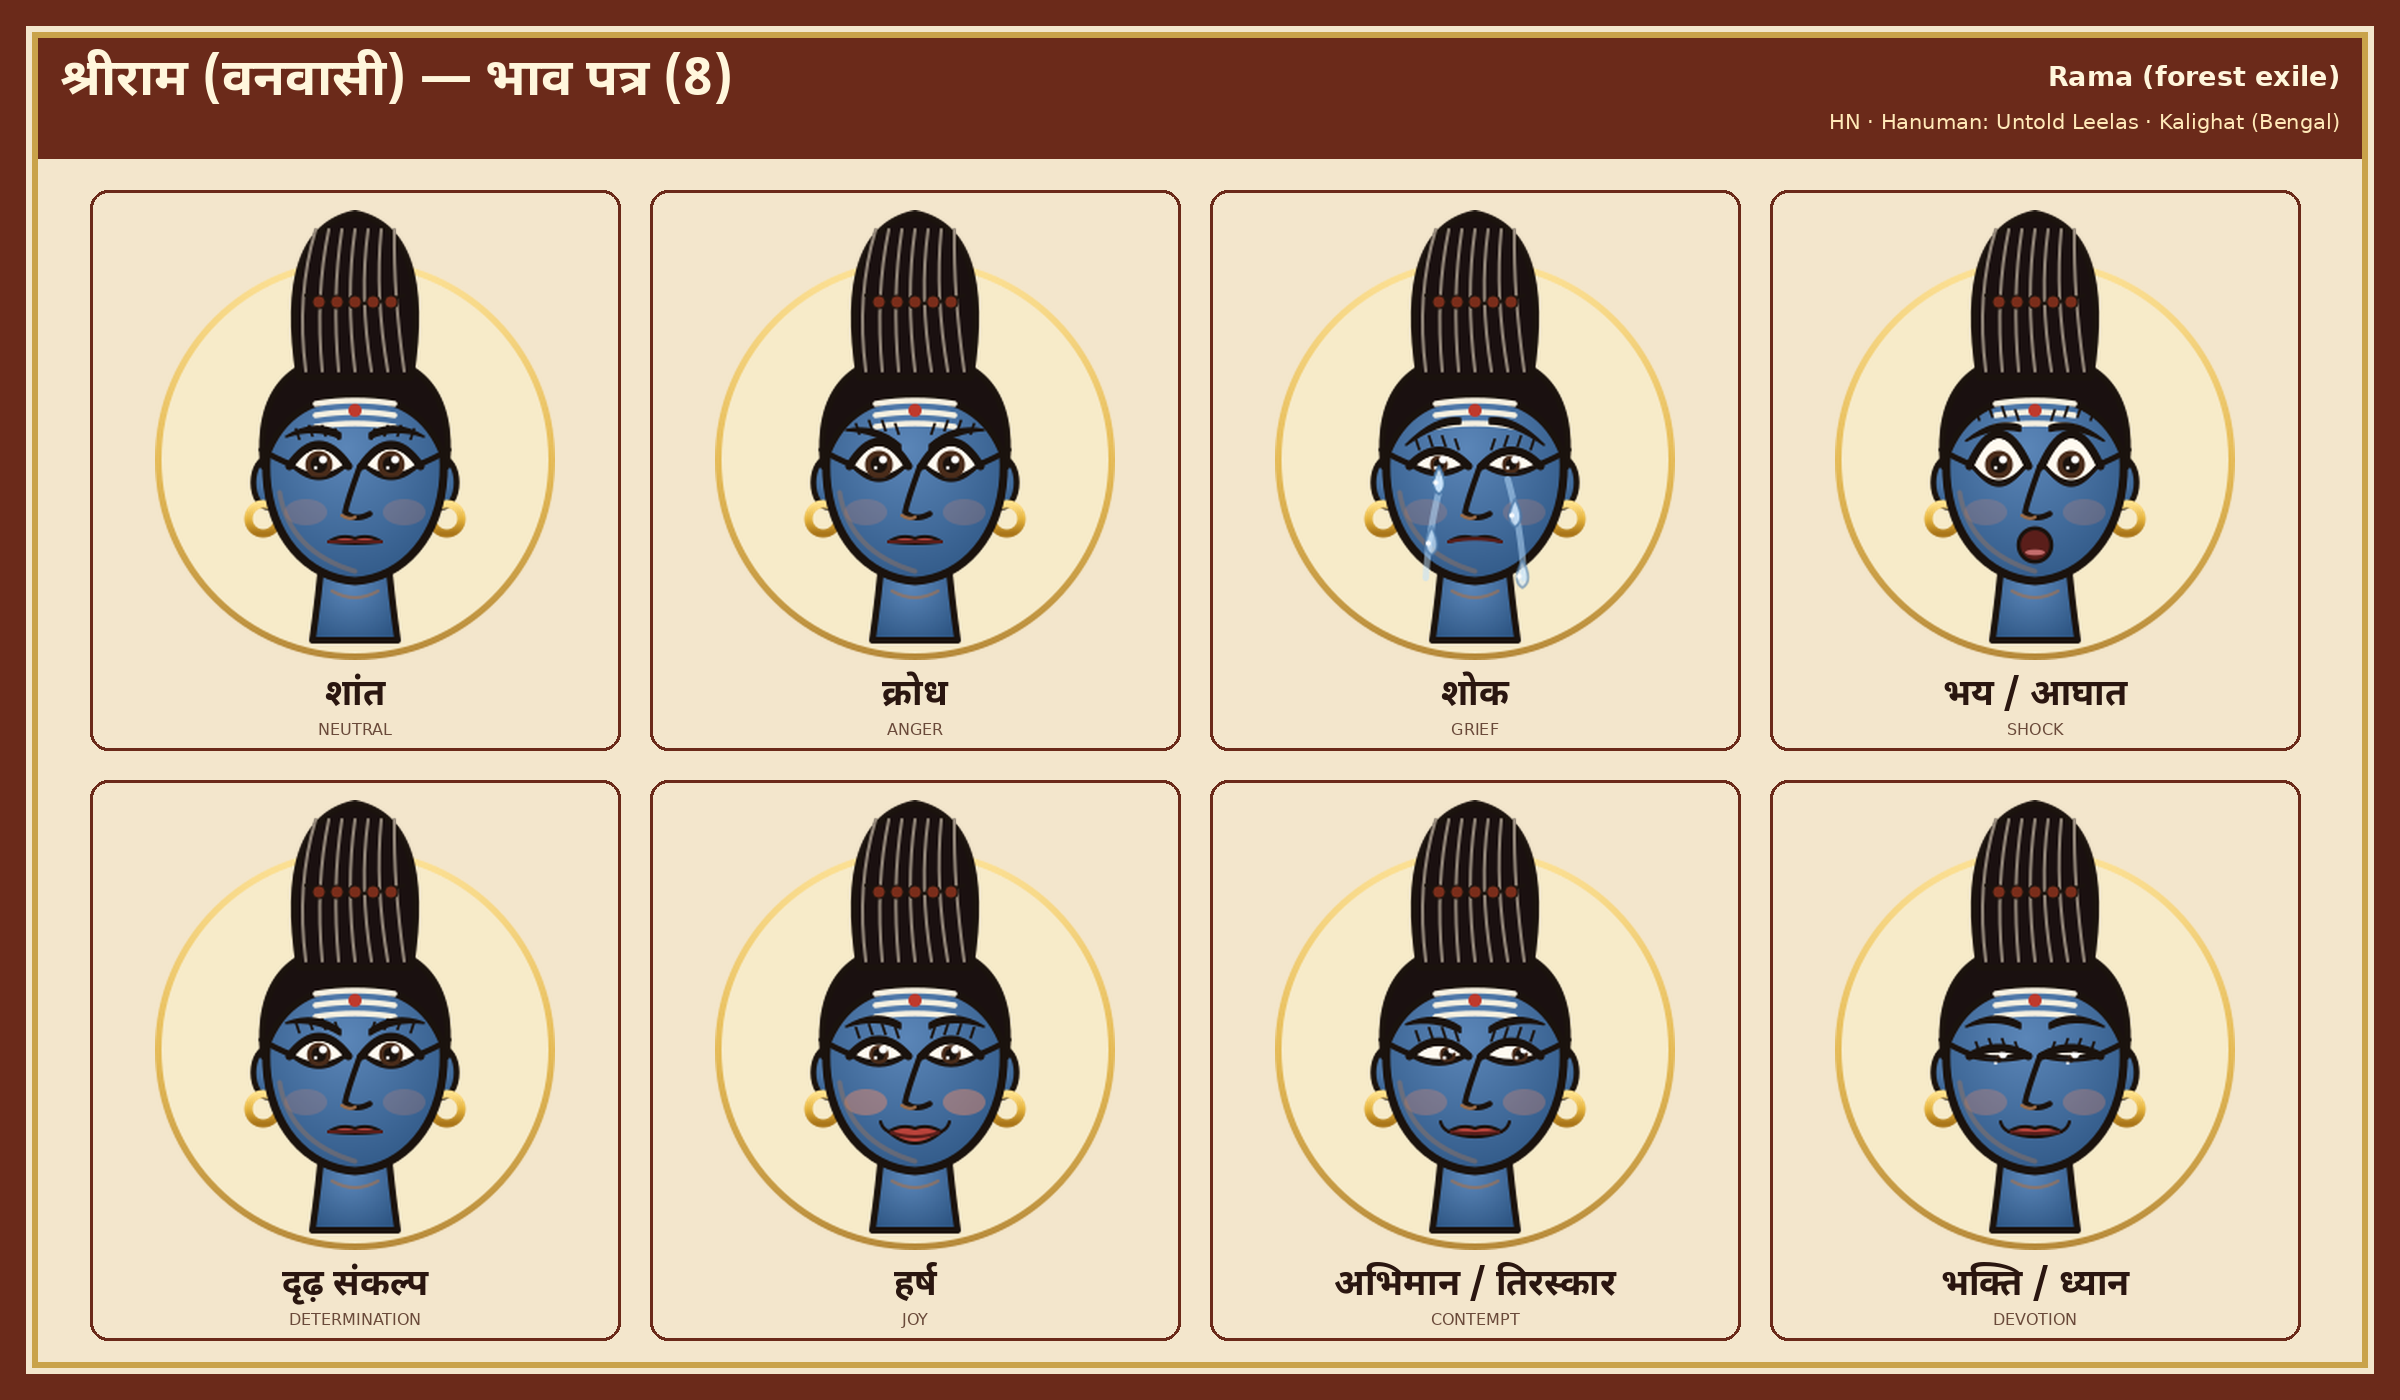 श्रीराम (वनवासी) — भाव पत्र (8)
Rama (forest exile)
HN · Hanuman: Untold Leelas · Kalighat (Bengal)
शांत
NEUTRAL
क्रोध
ANGER
शोक
GRIEF
भय / आघात
SHOCK
दृढ़ संकल्प
DETERMINATION
हर्ष
JOY
अभिमान / तिरस्कार
CONTEMPT
भक्ति / ध्यान
DEVOTION